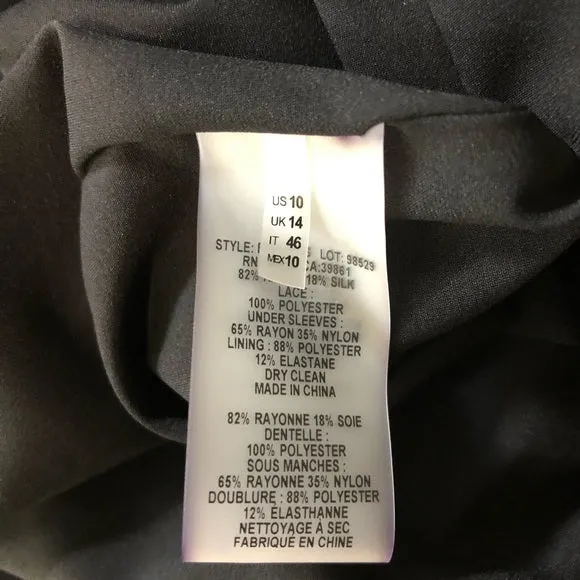 US 10
UK 14
IT 46
MEX 10
STYLE: LOT: 98529
RN CA:39861
82% 18% SILK
LACE :
100% POLYESTER
UNDER SLEEVES :
65% RAYON 35% NYLON
LINING : 88% POLYESTER
12% ELASTANE
DRY CLEAN
MADE IN CHINA
82% RAYONNE 18% SOIE
DENTELLE :
100% POLYESTER
SOUS MANCHES :
65% RAYONNE 35% NYLON
DOUBLURE : 88% POLYESTER
12% ÉLASTHANNE
NETTOYAGE À SEC
FABRIQUÉ EN CHINE